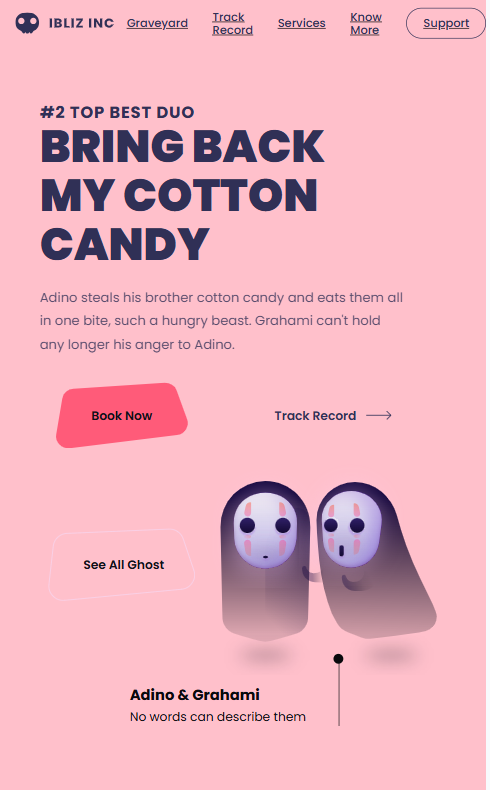 IBLIZ INC
Graveyard
Track
Record
Services
Know
More
Support
#2 TOP BEST DUO
BRING BACK
MY COTTON
CANDY
Adino steals his brother cotton candy and eats them all
in one bite, such a hungry beast. Grahami can't hold
any longer his anger to Adino.
Book Now
Track Record
See All Ghost
Adino & Grahami
No words can describe them